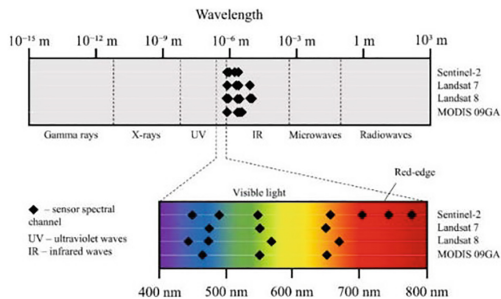 Wavelength
10⁻¹⁵ m 10⁻¹² m 10⁻⁹ m 10⁻⁶ m 10⁻³ m 1 m 10³ m
Sentinel-2
Landsat 7
Landsat 8
MODIS 09GA
Gamma rays X-rays UV IR Microwaves Radiowaves
Red-edge
Visible light
– sensor spectral
channel
UV – ultraviolet waves
IR – infrared waves
Sentinel-2
Landsat 7
Landsat 8
MODIS 09GA
400 nm 500 nm 600 nm 700 nm 800 nm